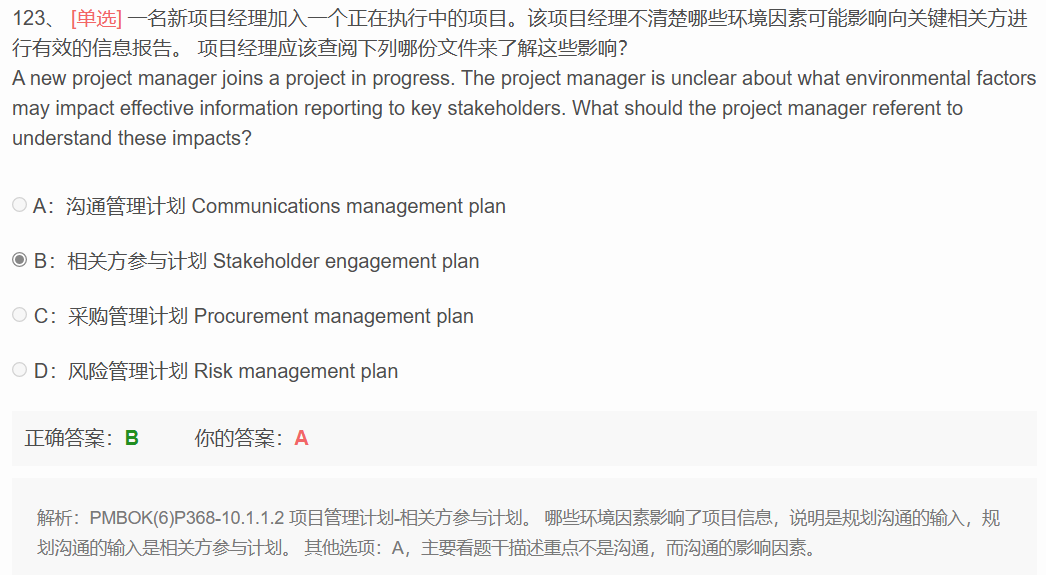 123、 [单选] 一名新项目经理加入一个正在执行中的项目。该项目经理不清楚哪些环境因素可能影响向关键相关方进
行有效的信息报告。 项目经理应该查阅下列哪份文件来了解这些影响？
A new project manager joins a project in progress. The project manager is unclear about what environmental factors
may impact effective information reporting to key stakeholders. What should the project manager referent to
understand these impacts?
A：沟通管理计划 Communications management plan
B：相关方参与计划 Stakeholder engagement plan
C：采购管理计划 Procurement management plan
D：风险管理计划 Risk management plan
正确答案：B 你的答案：A
解析：PMBOK(6)P368-10.1.1.2 项目管理计划-相关方参与计划。 哪些环境因素影响了项目信息，说明是规划沟通的输入，规
划沟通的输入是相关方参与计划。 其他选项：A，主要看题干描述重点不是沟通，而沟通的影响因素。